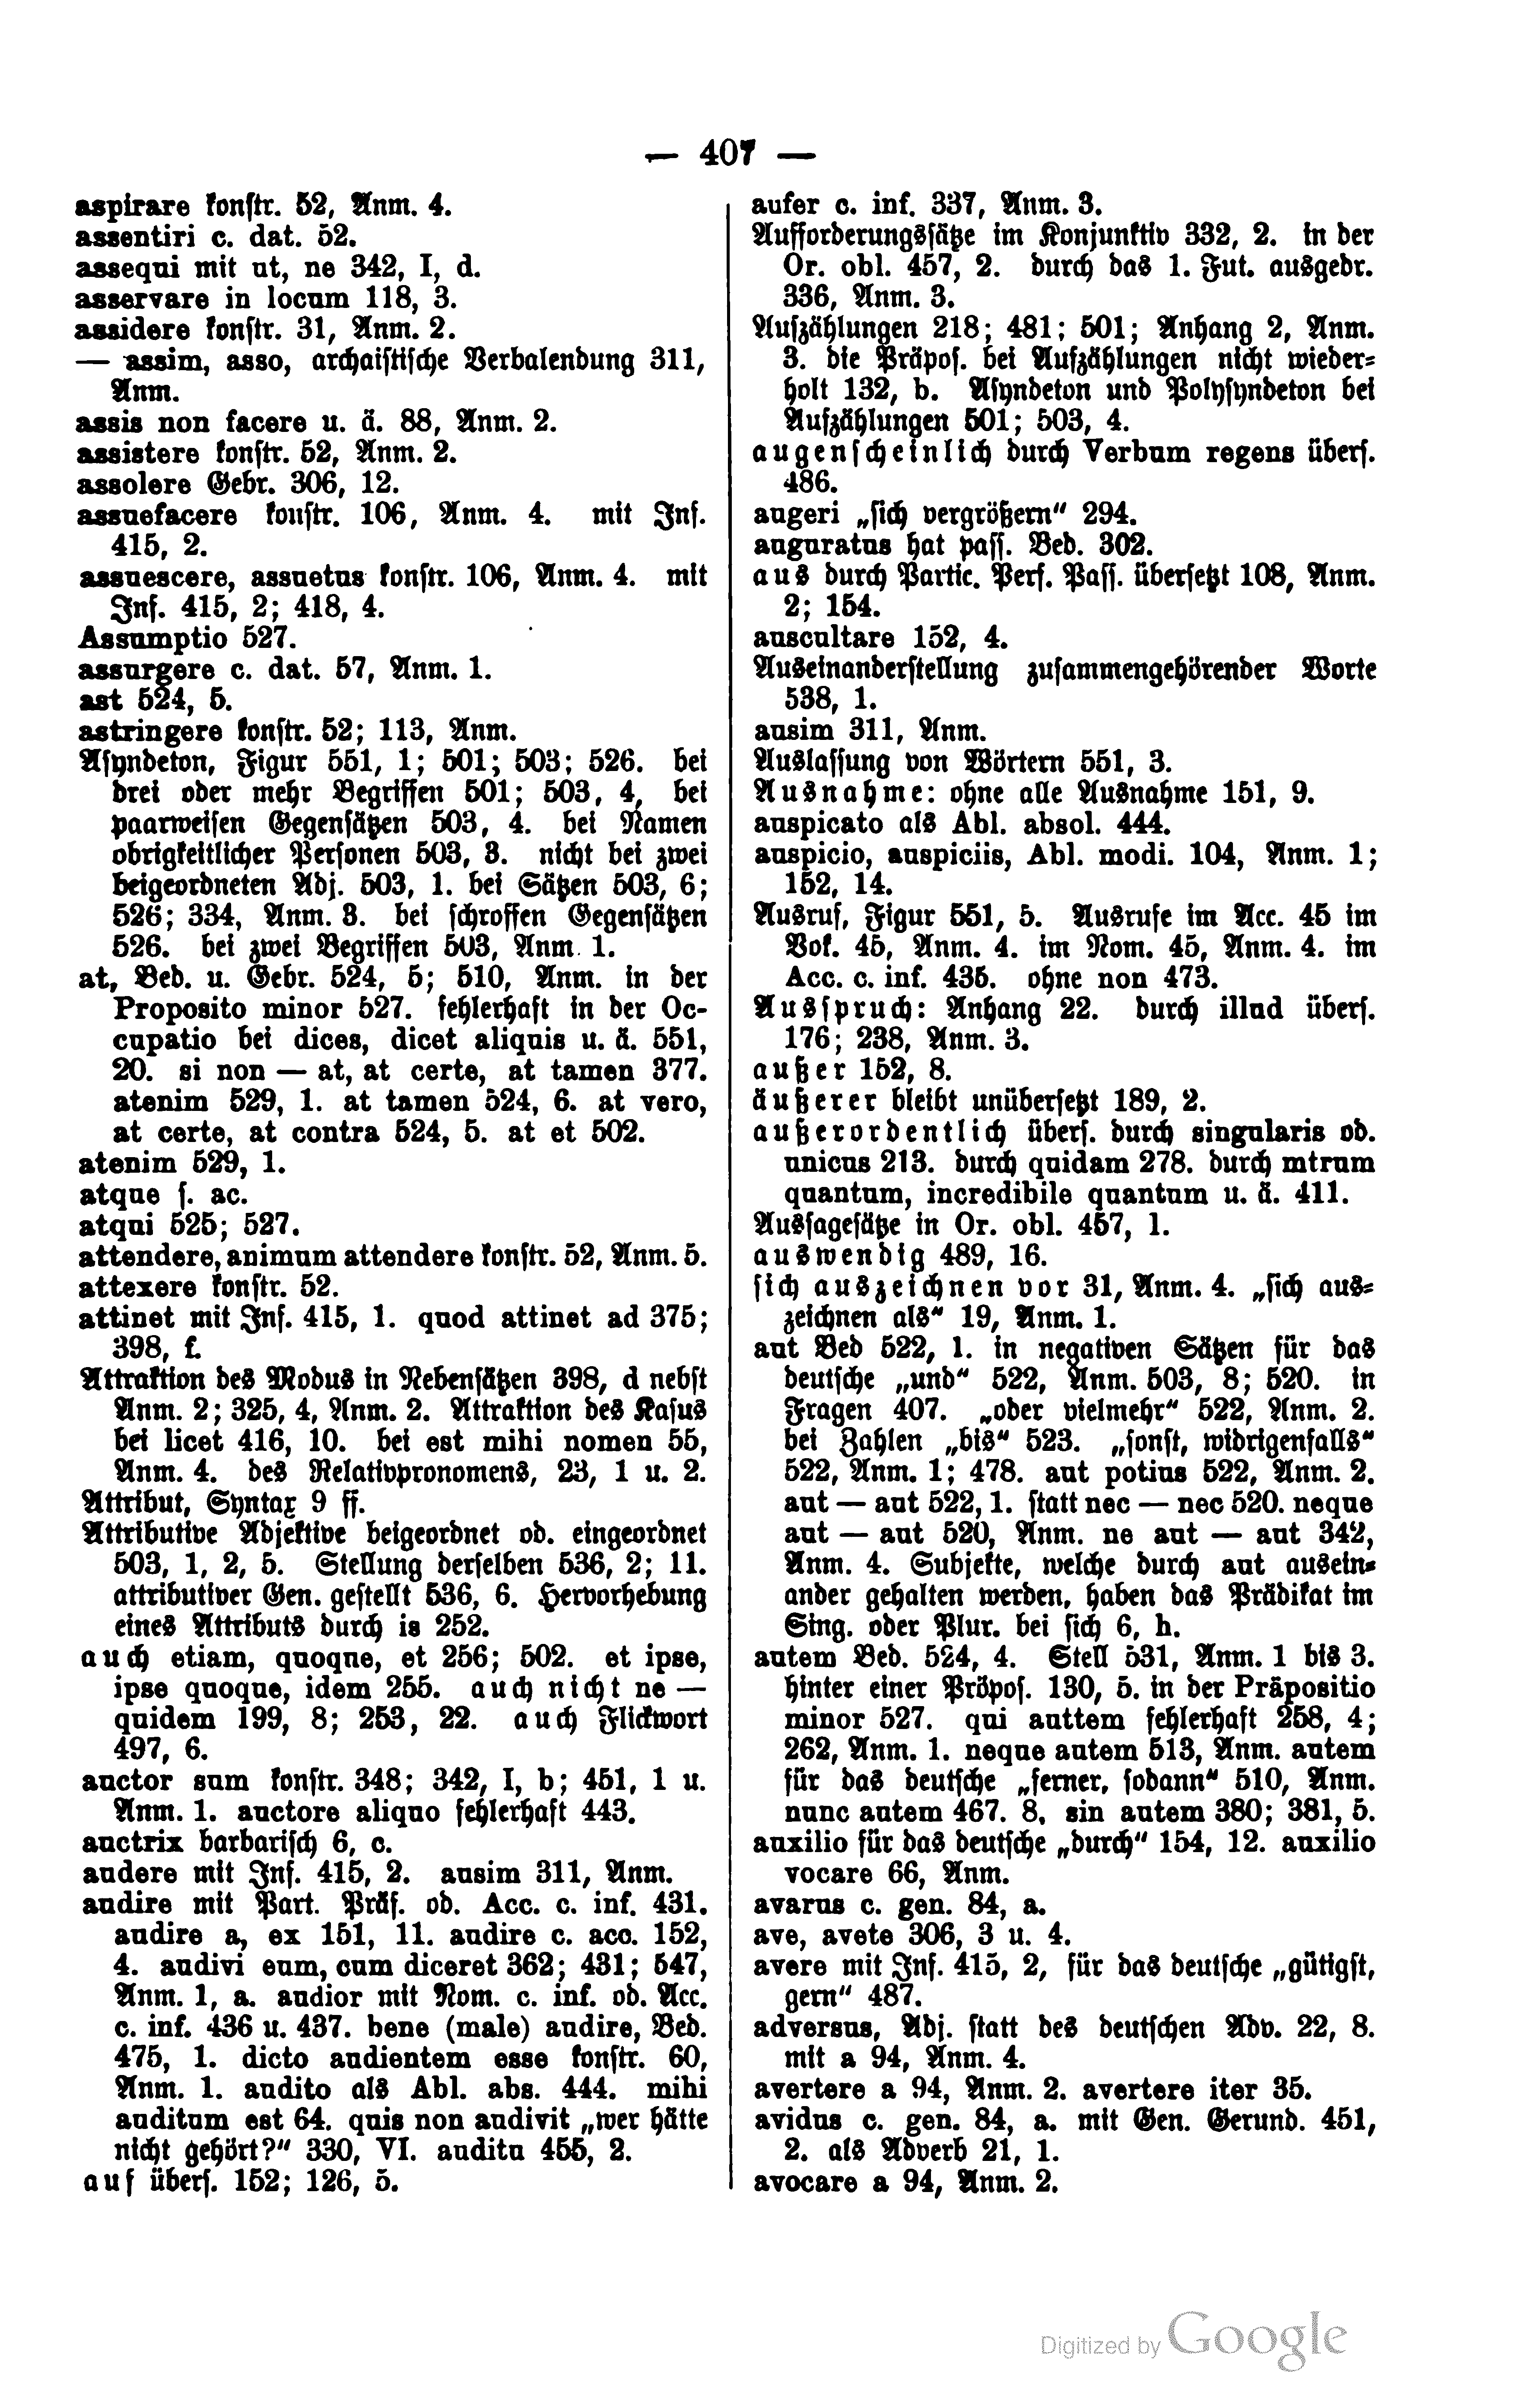 — 407 —
aspirare konstr. 52, Anm. 4.
assentiri c. dat. 52.
assequi mit ut, ne 342, I, d.
asservare in locum 118, 3.
assidere konstr. 31, Anm. 2.
— assim, asso, archaistische Verbalendung 311,
Anm.
assis non facere u. ä. 88, Anm. 2.
assistere konstr. 52, Anm. 2.
assolere Gebr. 306, 12.
assuefacere konstr. 106, Anm. 4. mit Inf.
415, 2.
assuescere, assuetus konstr. 106, Anm. 4. mit
Inf. 415, 2; 418, 4.
Assumptio 527.
assurgere c. dat. 57, Anm. 1.
ast 524, 5.
astringere konstr. 52; 113, Anm.
Asyndeton, Figur 551, 1; 501; 503; 526. bei
drei oder mehr Begriffen 501; 503, 4, bei
paarweisen Gegensätzen 503, 4. bei Namen
obrigkeitlicher Personen 503, 3. nicht bei zwei
beigeordneten Adj. 503, 1. bei Sätzen 503, 6;
526; 334, Anm. 3. bei schroffen Gegensätzen
526. bei zwei Begriffen 503, Anm. 1.
at, Bed. u. Gebr. 524, 5; 510, Anm. in der
Proposito minor 527. fehlerhaft in der Oc-
cupatio bei dices, dicet aliquis u. ä. 551,
20. si non — at, at certe, at tamen 377.
atenim 529, 1. at tamen 524, 6. at vero,
at certe, at contra 524, 5. at et 502.
atenim 529, 1.
atque s. ac.
atqui 525; 527.
attendere, animum attendere konstr. 52, Anm. 5.
attexere konstr. 52.
attinet mit Inf. 415, 1. quod attinet ad 375;
398, f.
Attraktion des Modus in Nebensätzen 398, d nebst
Anm. 2; 325, 4, Anm. 2. Attraktion des Kasus
bei licet 416, 10. bei est mihi nomen 55,
Anm. 4. des Relativpronomens, 23, 1 u. 2.
Attribut, Syntax 9 ff.
Attributive Adjektive beigeordnet od. eingeordnet
503, 1, 2, 5. Stellung derselben 536, 2; 11.
attributiver Gen. gestellt 536, 6. Hervorhebung
eines Attributs durch is 252.
auch etiam, quoque, et 256; 502. et ipse,
ipse quoque, idem 255. auch nicht ne —
quidem 199, 8; 253, 22. auch Flickwort
497, 6.
auctor sum konstr. 348; 342, I, b; 451, 1 u.
Anm. 1. auctore aliquo fehlerhaft 443.
auctrix barbarisch 6, c.
audere mit Inf. 415, 2. ausim 311, Anm.
audire mit Part. Präs. od. Acc. c. inf. 431.
audire a, ex 151, 11. audire c. acc. 152,
4. audivi eum, cum diceret 362; 431; 547,
Anm. 1, a. audior mit Nom. c. inf. od. Acc.
c. inf. 436 u. 437. bene (male) audire, Bed.
475, 1. dicto audientem esse konstr. 60,
Anm. 1. audito als Abl. abs. 444. mihi
auditum est 64. quis non audivit „wer hätte
nicht gehört?“ 330, VI. auditu 455, 2.
auf übers. 152; 126, 5.
aufer c. inf. 337, Anm. 3.
Aufforderungssätze im Konjunktiv 332, 2. in der
Or. obl. 457, 2. durch das 1. Fut. ausgedr.
336, Anm. 3.
Aufzählungen 218; 481; 501; Anhang 2, Anm.
3. die Präpos. bei Aufzählungen nicht wieder-
holt 132, b. Asyndeton und Polysyndeton bei
Aufzählungen 501; 503, 4.
augenscheinlich durch Verbum regens übers.
486.
augeri „sich vergrößern“ 294.
auguratus hat pass. Bed. 302.
aus durch Partic. Perf. Pass. übersetzt 108, Anm.
2; 154.
auscultare 152, 4.
Auseinanderstellung zusammengehörender Worte
538, 1.
ausim 311, Anm.
Auslassung von Wörtern 551, 3.
Ausnahme: ohne alle Ausnahme 151, 9.
auspicato als Abl. absol. 444.
auspicio, auspiciis, Abl. modi. 104, Anm. 1;
152, 14.
Ausruf, Figur 551, 5. Ausrufe im Acc. 45 im
Vok. 45, Anm. 4. im Nom. 45, Anm. 4. im
Acc. c. inf. 435. ohne non 473.
Ausspruch: Anhang 22. durch illud übers.
176; 238, Anm. 3.
außer 152, 8.
äußerer bleibt unübersetzt 189, 2.
außerordentlich übers. durch singularis od.
unicus 213. durch quidam 278. durch mtrum
quantum, incredibile quantum u. ä. 411.
Aussagesätze in Or. obl. 457, 1.
auswendig 489, 16.
sich auszeichnen vor 31, Anm. 4. „sich aus-
zeichnen als“ 19, Anm. 1.
aut Bed 522, 1. in negativen Sätzen für das
deutsche „und“ 522, Anm. 503, 8; 520. in
Fragen 407. „oder vielmehr“ 522, Anm. 2.
bei Zahlen „bis“ 523. „sonst, widrigenfalls“
522, Anm. 1; 478. aut potius 522, Anm. 2.
aut — aut 522, 1. statt nec — nec 520. neque
aut — aut 520, Anm. ne aut — aut 342,
Anm. 4. Subjekte, welche durch aut ausein-
ander gehalten werden, haben das Prädikat im
Sing. oder Plur. bei sich 6, h.
autem Bed. 524, 4. Stell 531, Anm. 1 bis 3.
hinter einer Präpos. 130, 5. in der Präpositio
minor 527. qui auttem fehlerhaft 258, 4;
262, Anm. 1. neque autem 513, Anm. autem
für das deutsche „ferner, sodann“ 510, Anm.
nunc autem 467. 8, sin autem 380; 381, 5.
auxilio für das deutsche „durch“ 154, 12. auxilio
vocare 66, Anm.
avarus c. gen. 84, a.
ave, avete 306, 3 u. 4.
avere mit Inf. 415, 2, für das deutsche „gütigst,
gern“ 487.
adversus, Adj. statt des deutschen Adv. 22, 8.
mit a 94, Anm. 4.
avertere a 94, Anm. 2. avertere iter 35.
avidus c. gen. 84, a. mit Gen. Gerund. 451,
2. als Adverb 21, 1.
avocare a 94, Anm. 2.
Digitized by Google